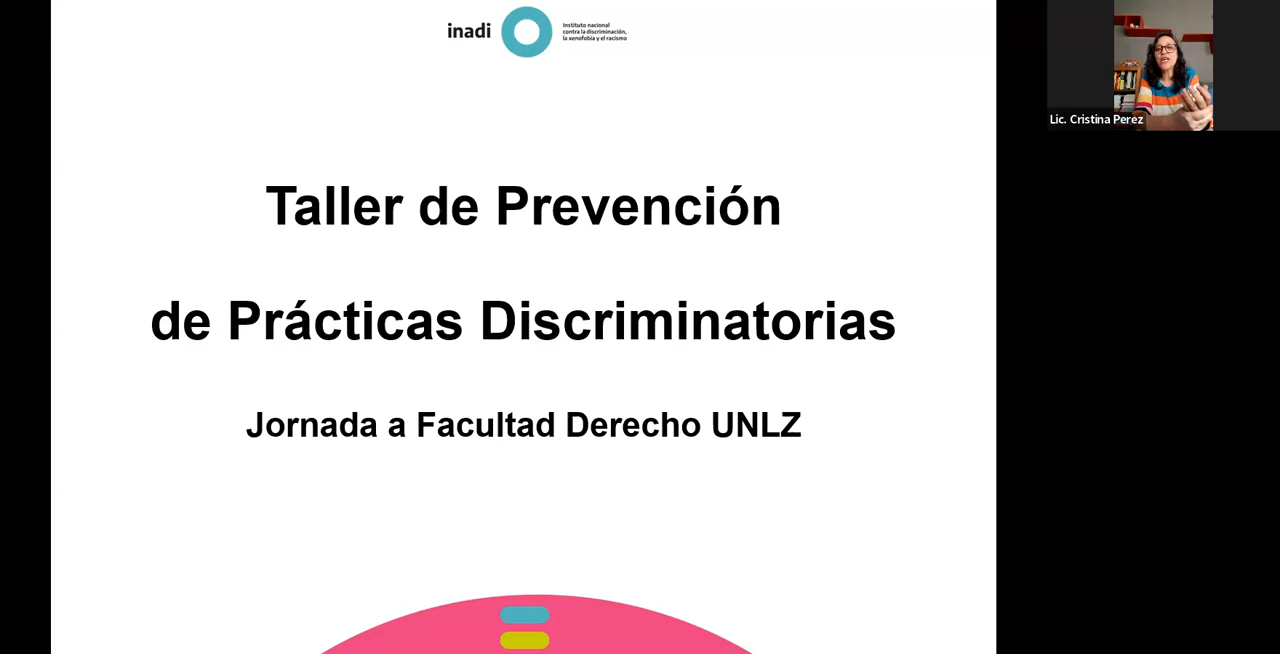 inadi
Instituto nacional
contra la discriminación,
la xenofobia y el racismo
Lic. Cristina Perez
Taller de Prevención
de Prácticas Discriminatorias
Jornada a Facultad Derecho UNLZ